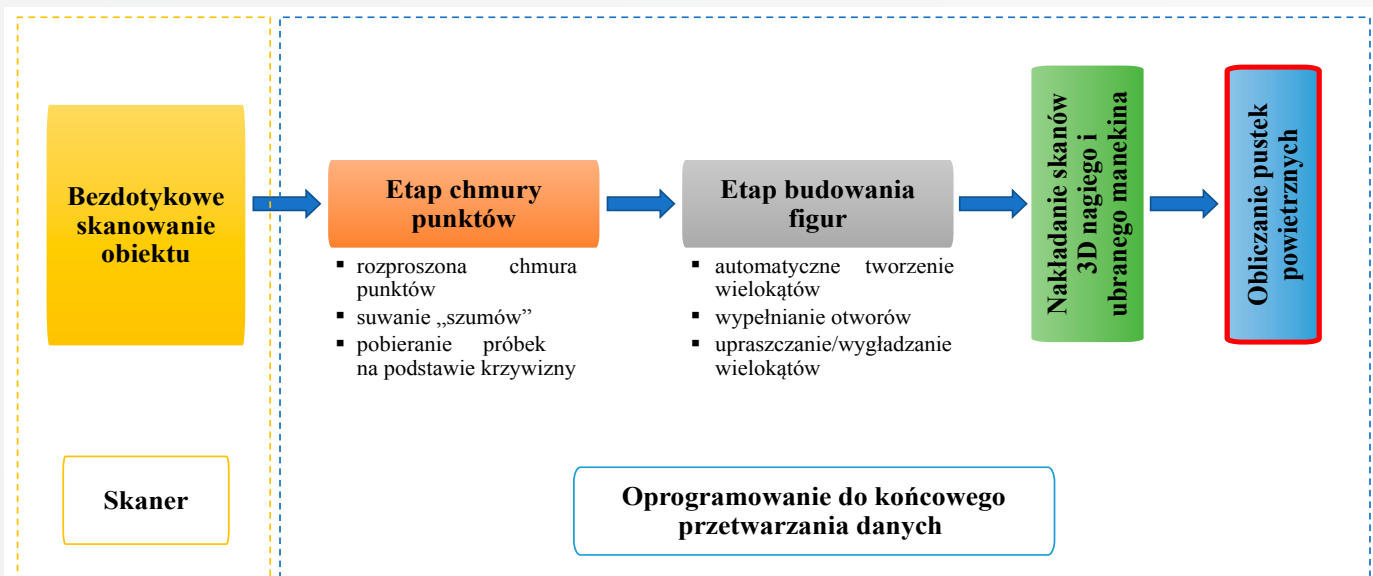 Bezdotykowe
skanowanie
obiektu
Etap chmury
punktów
▪ rozproszona chmura
punktów
▪ suwanie „szumów”
▪ pobieranie próbek
na podstawie krzywizny
Etap budowania
figur
▪ automatyczne tworzenie
wielokątów
▪ wypełnianie otworów
▪ upraszczanie/wygładzanie
wielokątów
Nakładanie skanów
3D nagiego i
ubranego manekina
Obliczanie pustek
powietrznych
Skaner
Oprogramowanie do końcowego
przetwarzania danych